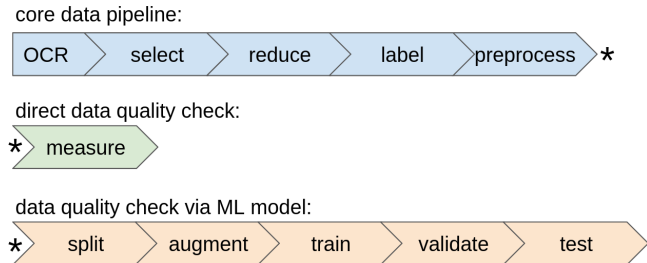 core data pipeline:
OCR select reduce label preprocess *
direct data quality check:
* measure
data quality check via ML model:
* split augment train validate test